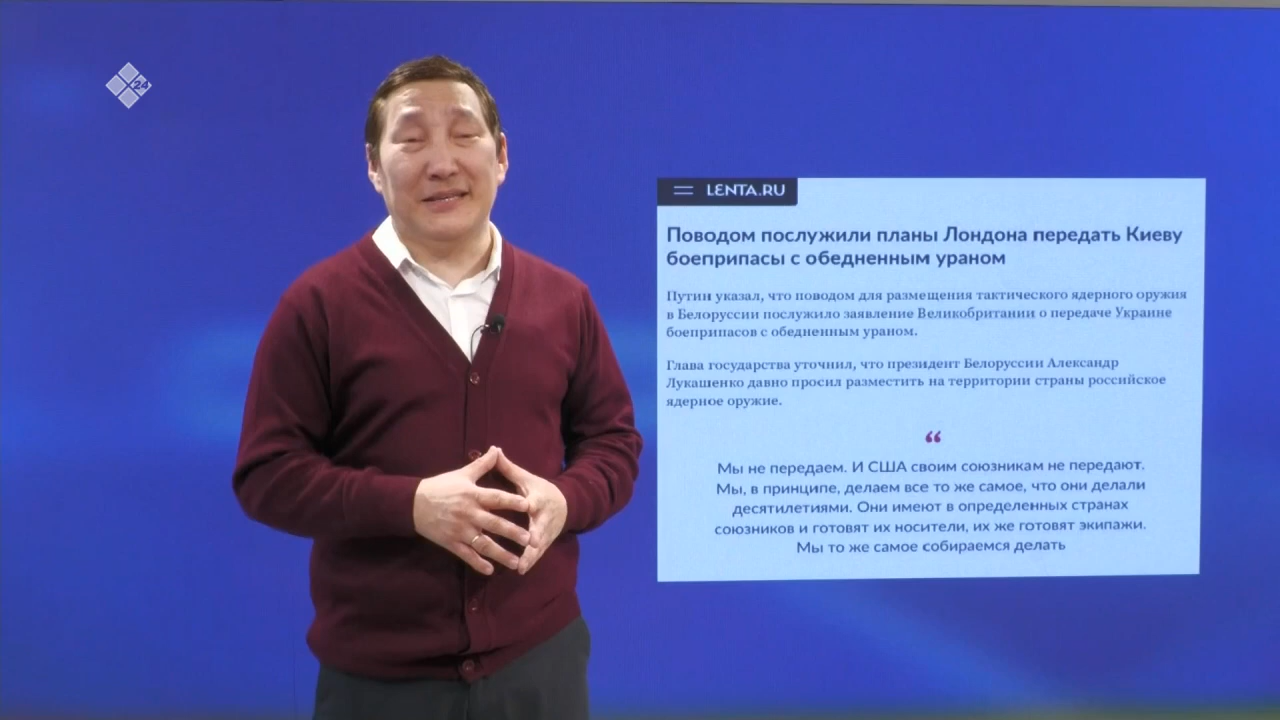 24
LENTA.RU
Поводом послужили планы Лондона передать Киеву
боеприпасы с обедненным ураном
Путин указал, что поводом для размещения тактического ядерного оружия
в Белоруссии послужило заявление Великобритании о передаче Украине
боеприпасов с обедненным ураном.
Глава государства уточнил, что президент Белоруссии Александр
Лукашенко давно просил разместить на территории страны российское
ядерное оружие.
“
Мы не передаем. И США своим союзникам не передают.
Мы, в принципе, делаем все то же самое, что они делали
десятилетиями. Они имеют в определенных странах
союзников и готовят их носители, их же готовят экипажи.
Мы то же самое собираемся делать